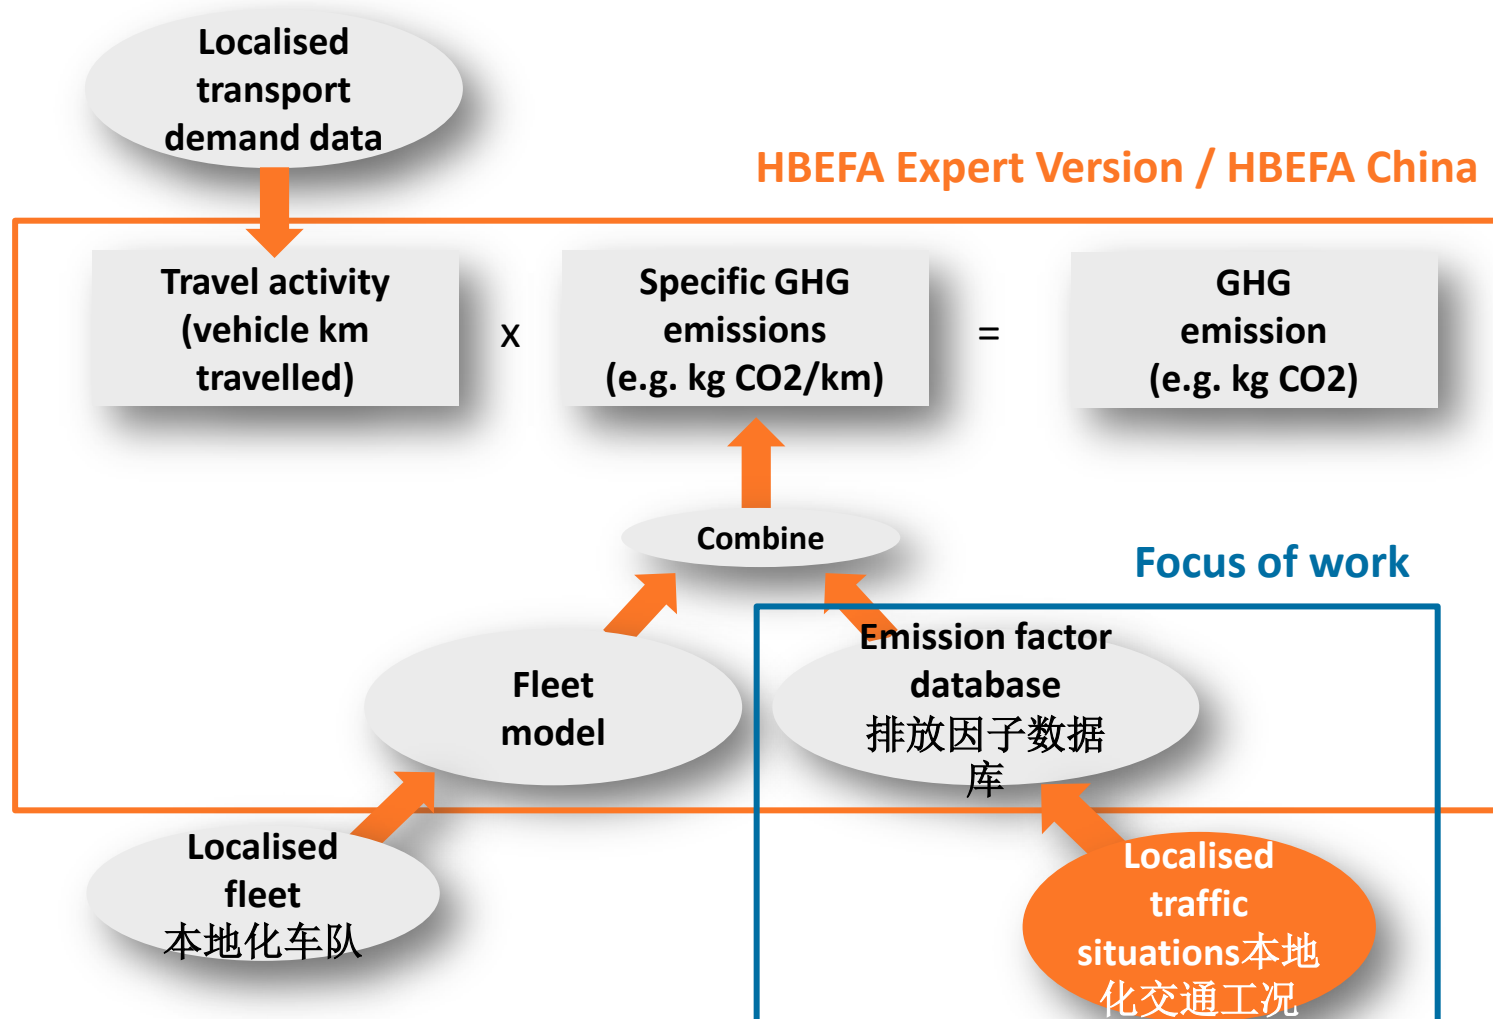 Localised
transport
demand data
HBEFA Expert Version / HBEFA China
Travel activity
(vehicle km
travelled)
x
Specific GHG
emissions
(e.g. kg CO2/km)
=
GHG
emission
(e.g. kg CO2)
Combine
Focus of work
Fleet
model
Emission factor
database
排放因子数据
库
Localised
fleet
本地化车队
Localised
traffic
situations本地
化交通工况